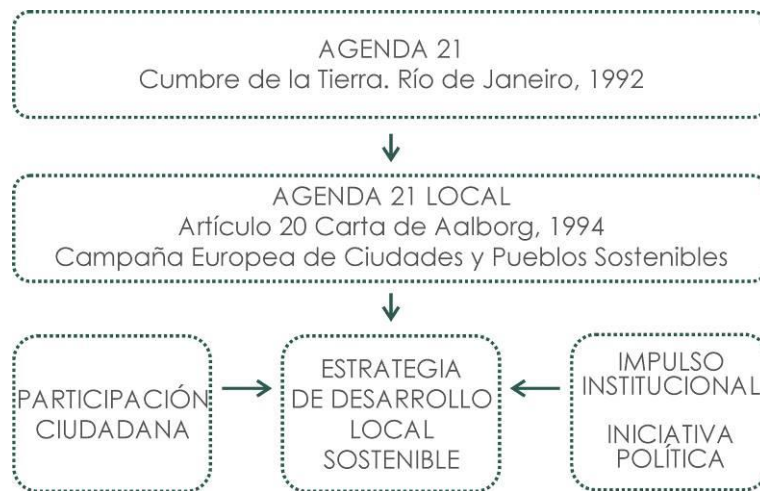 AGENDA 21
Cumbre de la Tierra. Río de Janeiro, 1992
AGENDA 21 LOCAL
Artículo 20 Carta de Aalborg, 1994
Campaña Europea de Ciudades y Pueblos Sostenibles
PARTICIPACIÓN
CIUDADANA
ESTRATEGIA
DE DESARROLLO
LOCAL
SOSTENIBLE
IMPULSO
INSTITUCIONAL
INICIATIVA
POLÍTICA